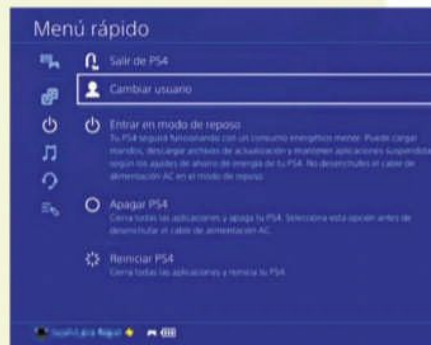 Menú rápido
Salir de PS4
Cambiar usuario
Entrar en modo de reposo
Tu PS4 seguirá funcionando con un consumo energético menor. Puede cargar
mandos, descargar archivos de actualización y mantener aplicaciones suspendidas
según los ajustes de ahorro de energía de tu PS4. No desenchufes el cable de
alimentación AC en el modo de reposo.
Apagar PS4
Cierra todas las aplicaciones y apaga tu PS4. Selecciona esta opción antes de
desenchufar el cable de alimentación AC.
Reiniciar PS4
Cierra todas las aplicaciones y reinicia tu PS4.